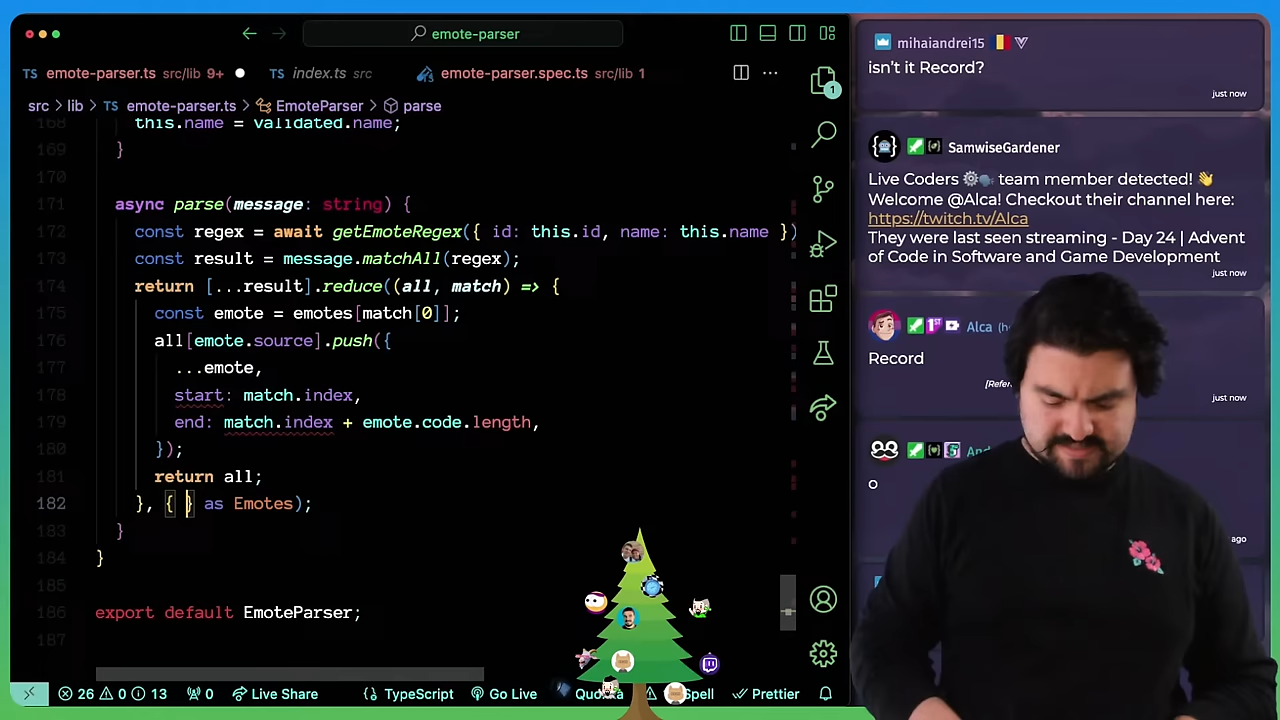 emote-parser
TS emote-parser.ts src/lib 9+
TS index.ts src
emote-parser.spec.ts src/lib 1
src > lib > TS emote-parser.ts > EmoteParser > parse
168 this.name = validated.name;
169 }
170
171 async parse(message: string) {
172 const regex = await getEmoteRegex({ id: this.id, name: this.name })
173 const result = message.matchAll(regex);
174 return [...result].reduce((all, match) => {
175 const emote = emotes[match[0]];
176 all[emote.source].push({
177 ...emote,
178 start: match.index,
179 end: match.index + emote.code.length,
180 });
181 return all;
182 }, { } as Emotes);
183 }
184 }
185
186 export default EmoteParser;
187
1
26 0 13 0 Live Share TypeScript Go Live Spell Prettier
mihaiandrei15
isn't it Record?
just now
SamwiseGardener
Live Coders team member detected!
Welcome @Alca! Checkout their channel here:
https://twitch.tv/Alca
They were last seen streaming - Day 24 | Advent
of Code in Software and Game Development
just now
1ST Alca
Record
just now
5
o
ago